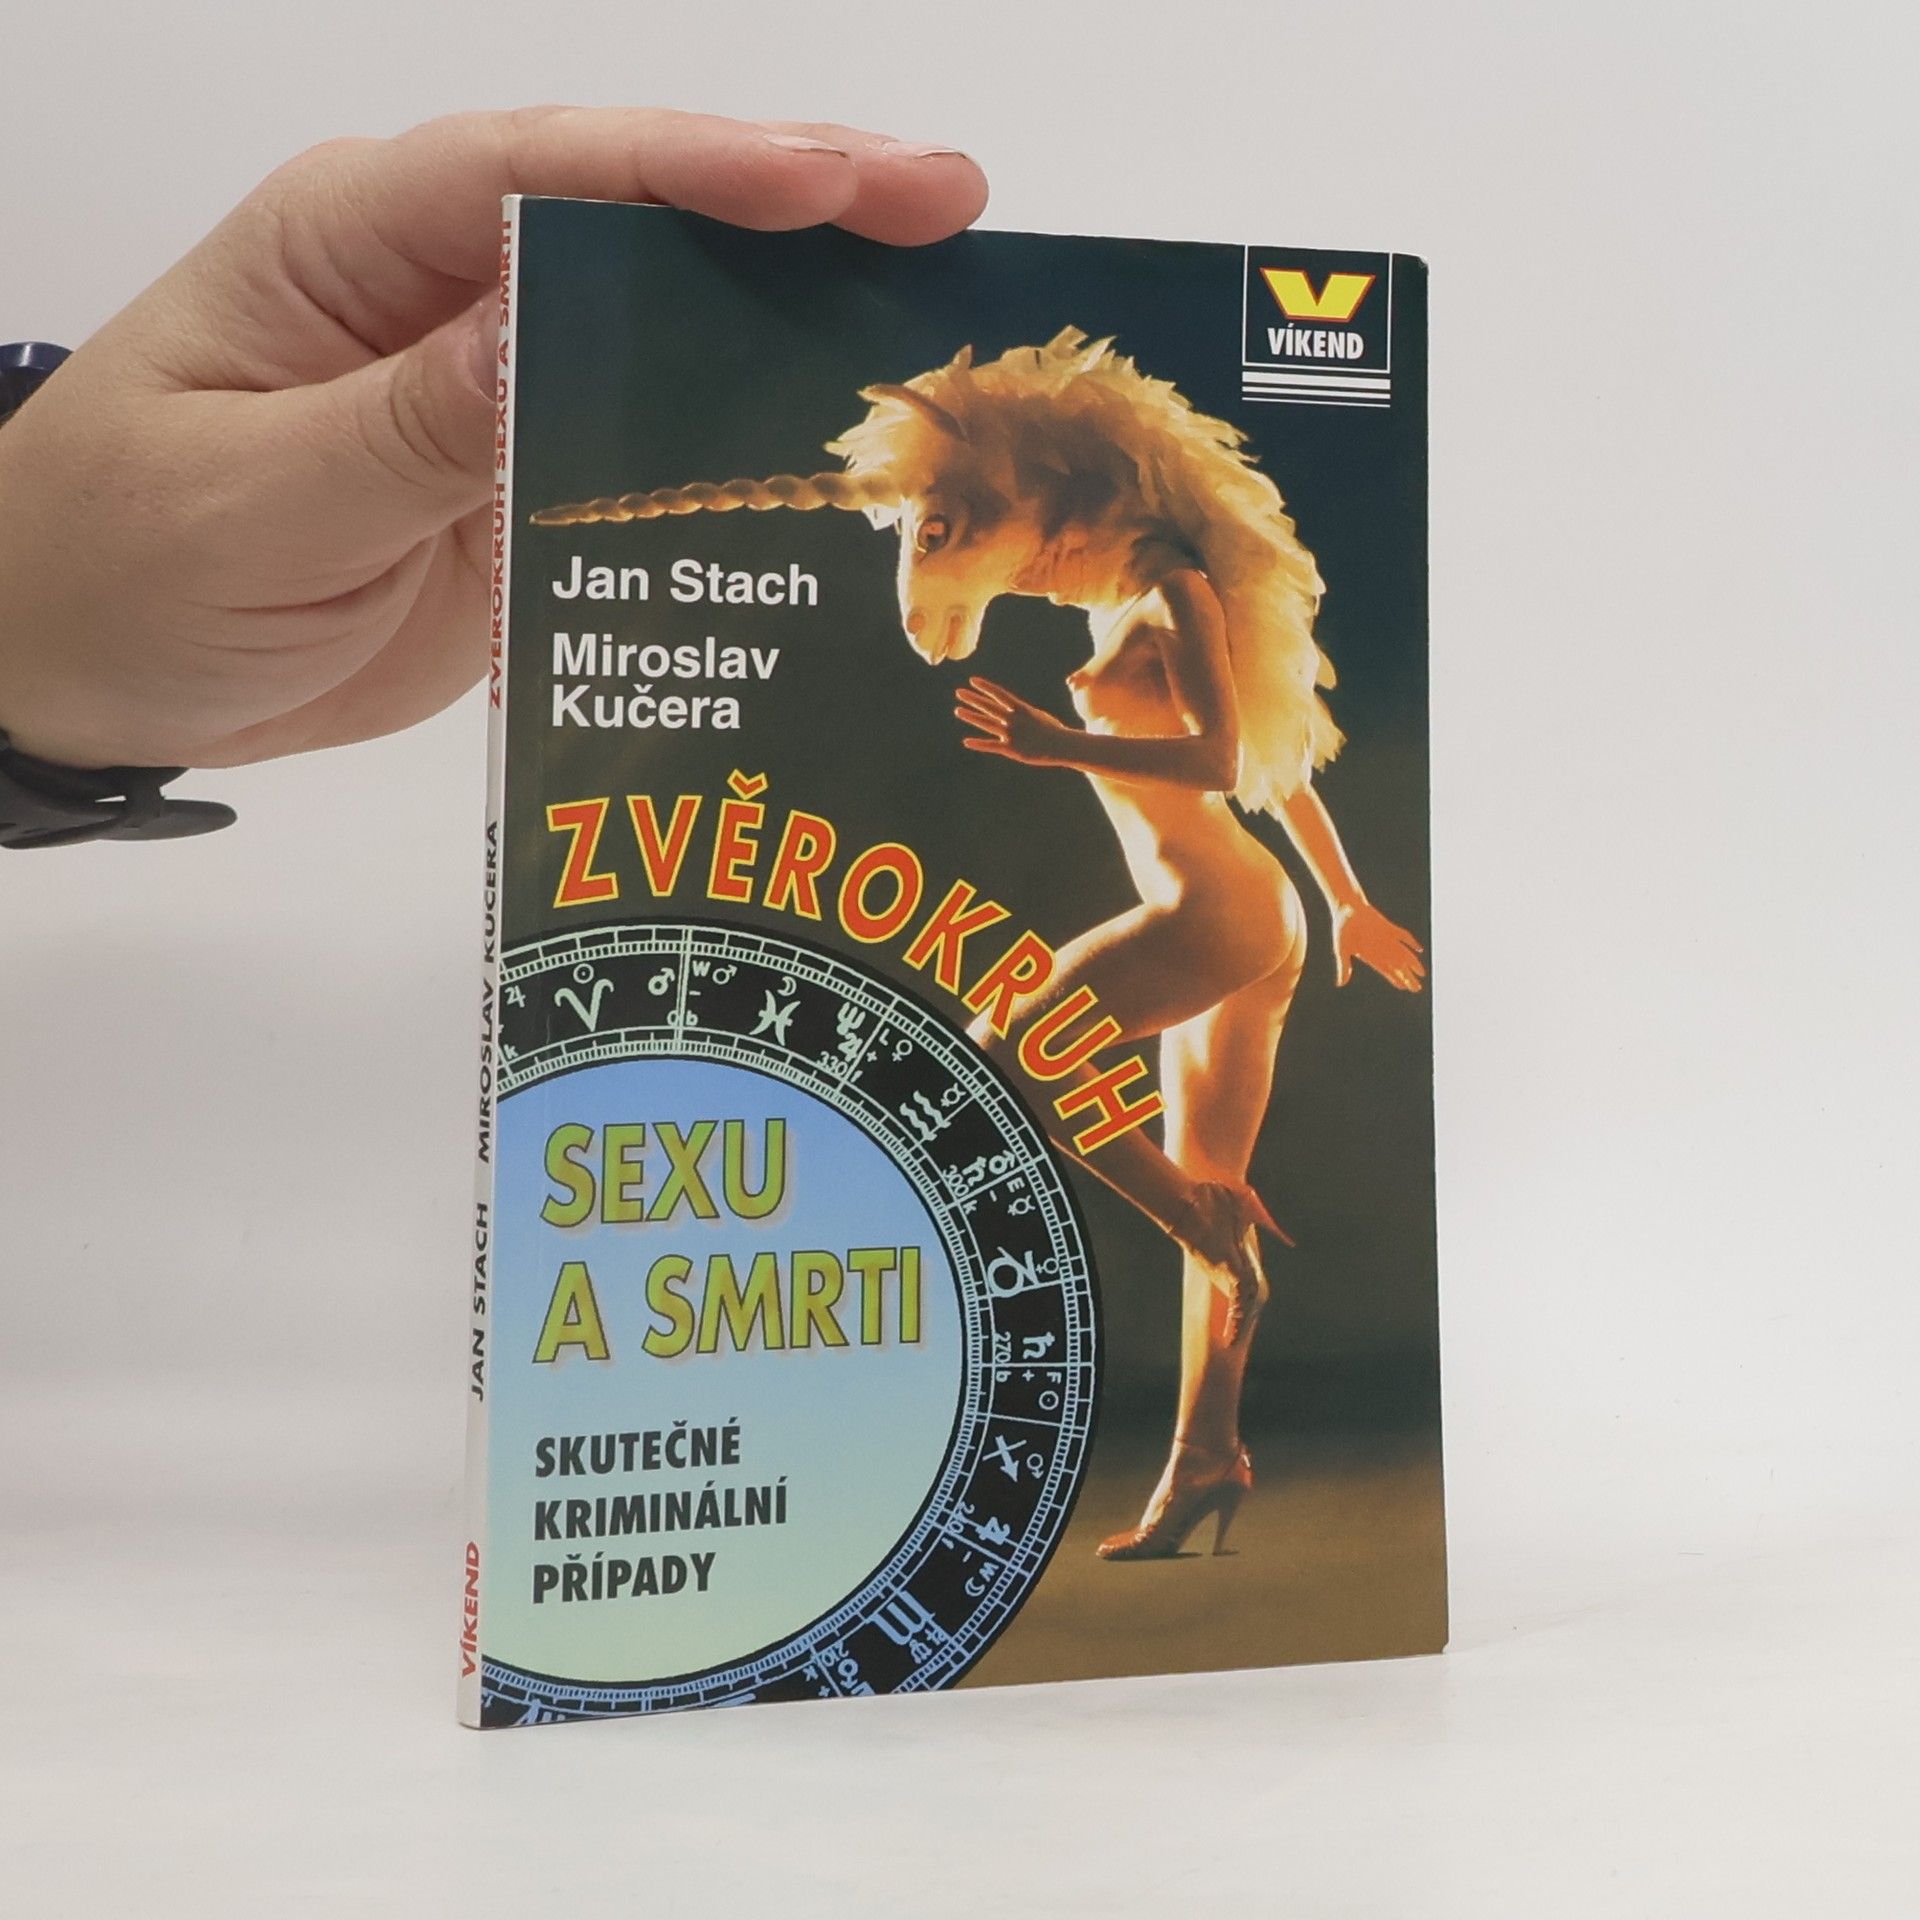 VÍKEND
Jan Stach
Miroslav
Kučera
ZVĚROKRUH
SEXU
A SMRTI
SKUTEČNÉ
KRIMINÁLNÍ
PŘÍPADY
VÍKEND JAN STACH MIROSLAV KUČERA ZVĚROKRUH SEXU A SMRTI